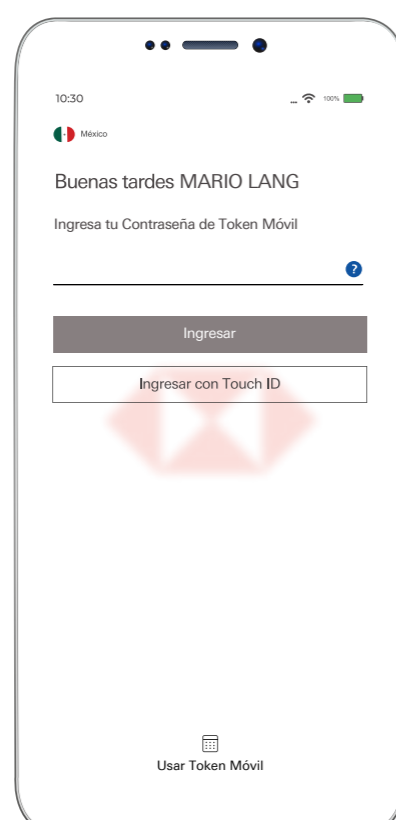 10:30
100%
México
Buenas tardes MARIO LANG
Ingresa tu Contraseña de Token Móvil
?
Ingresar
Ingresar con Touch ID
Usar Token Móvil